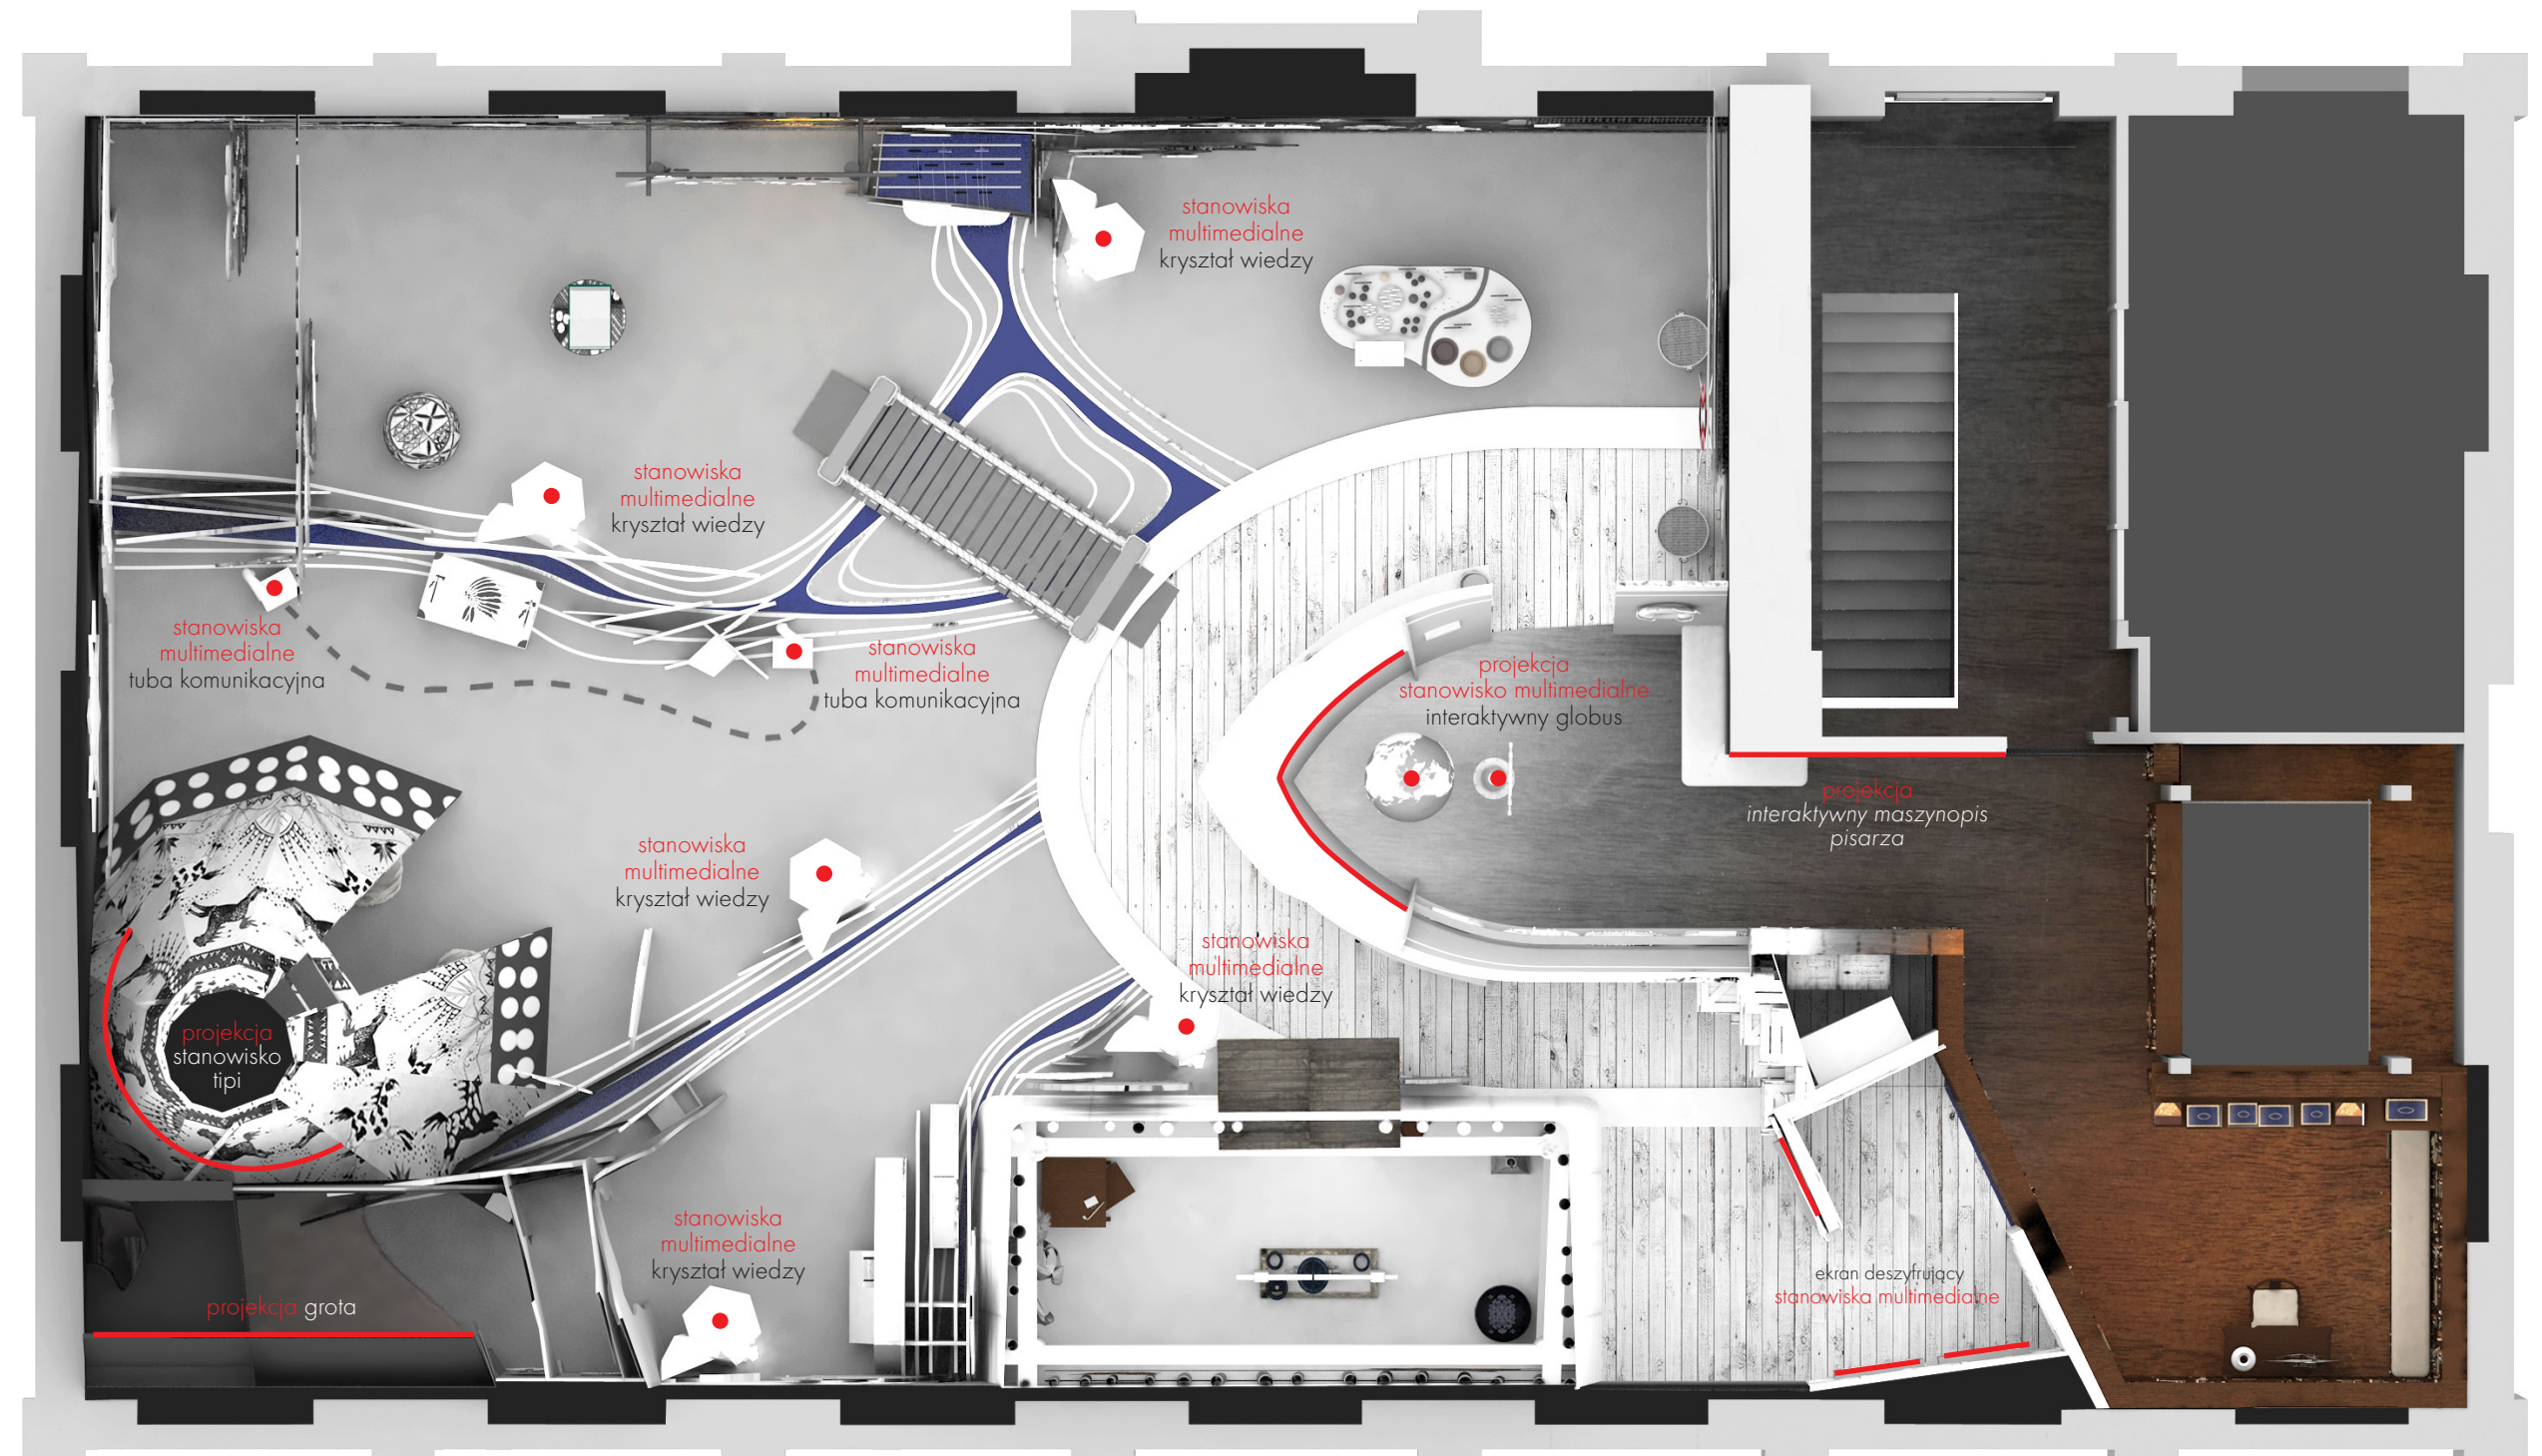 stanowiska
multimedialne
kryształ wiedzy
stanowiska
multimedialne
kryształ wiedzy
stanowiska
multimedialne
tuba komunikacyjna
stanowiska
multimedialne
tuba komunikacyjna
projekcja
stanowisko multimedialne
interaktywny globus
projekcja
interaktywny maszynopis
pisarza
stanowiska
multimedialne
kryształ wiedzy
stanowiska
multimedialne
kryształ wiedzy
projekcja
stanowisko
tipi
stanowiska
multimedialne
kryształ wiedzy
projekcja grota
ekran deszyfrujący
stanowiska multimedialne